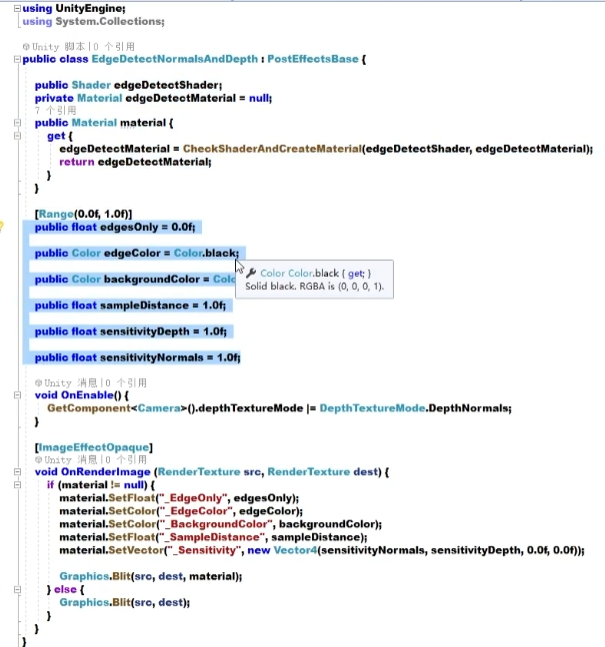 using UnityEngine;
using System.Collections;
Unity 脚本|0 个引用
public class EdgeDetectNormalsAndDepth : PostEffectsBase {
public Shader edgeDetectShader;
private Material edgeDetectMaterial = null;
7 个引用
public Material material {
get {
edgeDetectMaterial = CheckShaderAndCreateMaterial(edgeDetectShader, edgeDetectMaterial);
return edgeDetectMaterial;
}
}
[Range(0.0f, 1.0f)]
public float edgesOnly = 0.0f;
public Color edgeColor = Color.black;
Color Color.black { get; }
public Color backgroundColor = Colo
Solid black. RGBA is (0, 0, 0, 1).
public float sampleDistance = 1.0f;
public float sensitivityDepth = 1.0f;
public float sensitivityNormals = 1.0f;
Unity 消息|0 个引用
void OnEnable() {
GetComponent<Camera>().depthTextureMode |= DepthTextureMode.DepthNormals;
}
[ImageEffectOpaque]
Unity 消息|0 个引用
void OnRenderImage (RenderTexture src, RenderTexture dest) {
if (material != null) {
material.SetFloat("_EdgeOnly", edgesOnly);
material.SetColor("_EdgeColor", edgeColor);
material.SetColor("_BackgroundColor", backgroundColor);
material.SetFloat("_SampleDistance", sampleDistance);
material.SetVector("_Sensitivity", new Vector4(sensitivityNormals, sensitivityDepth, 0.0f, 0.0f));
Graphics.Blit(src, dest, material);
} else {
Graphics.Blit(src, dest);
}
}
}